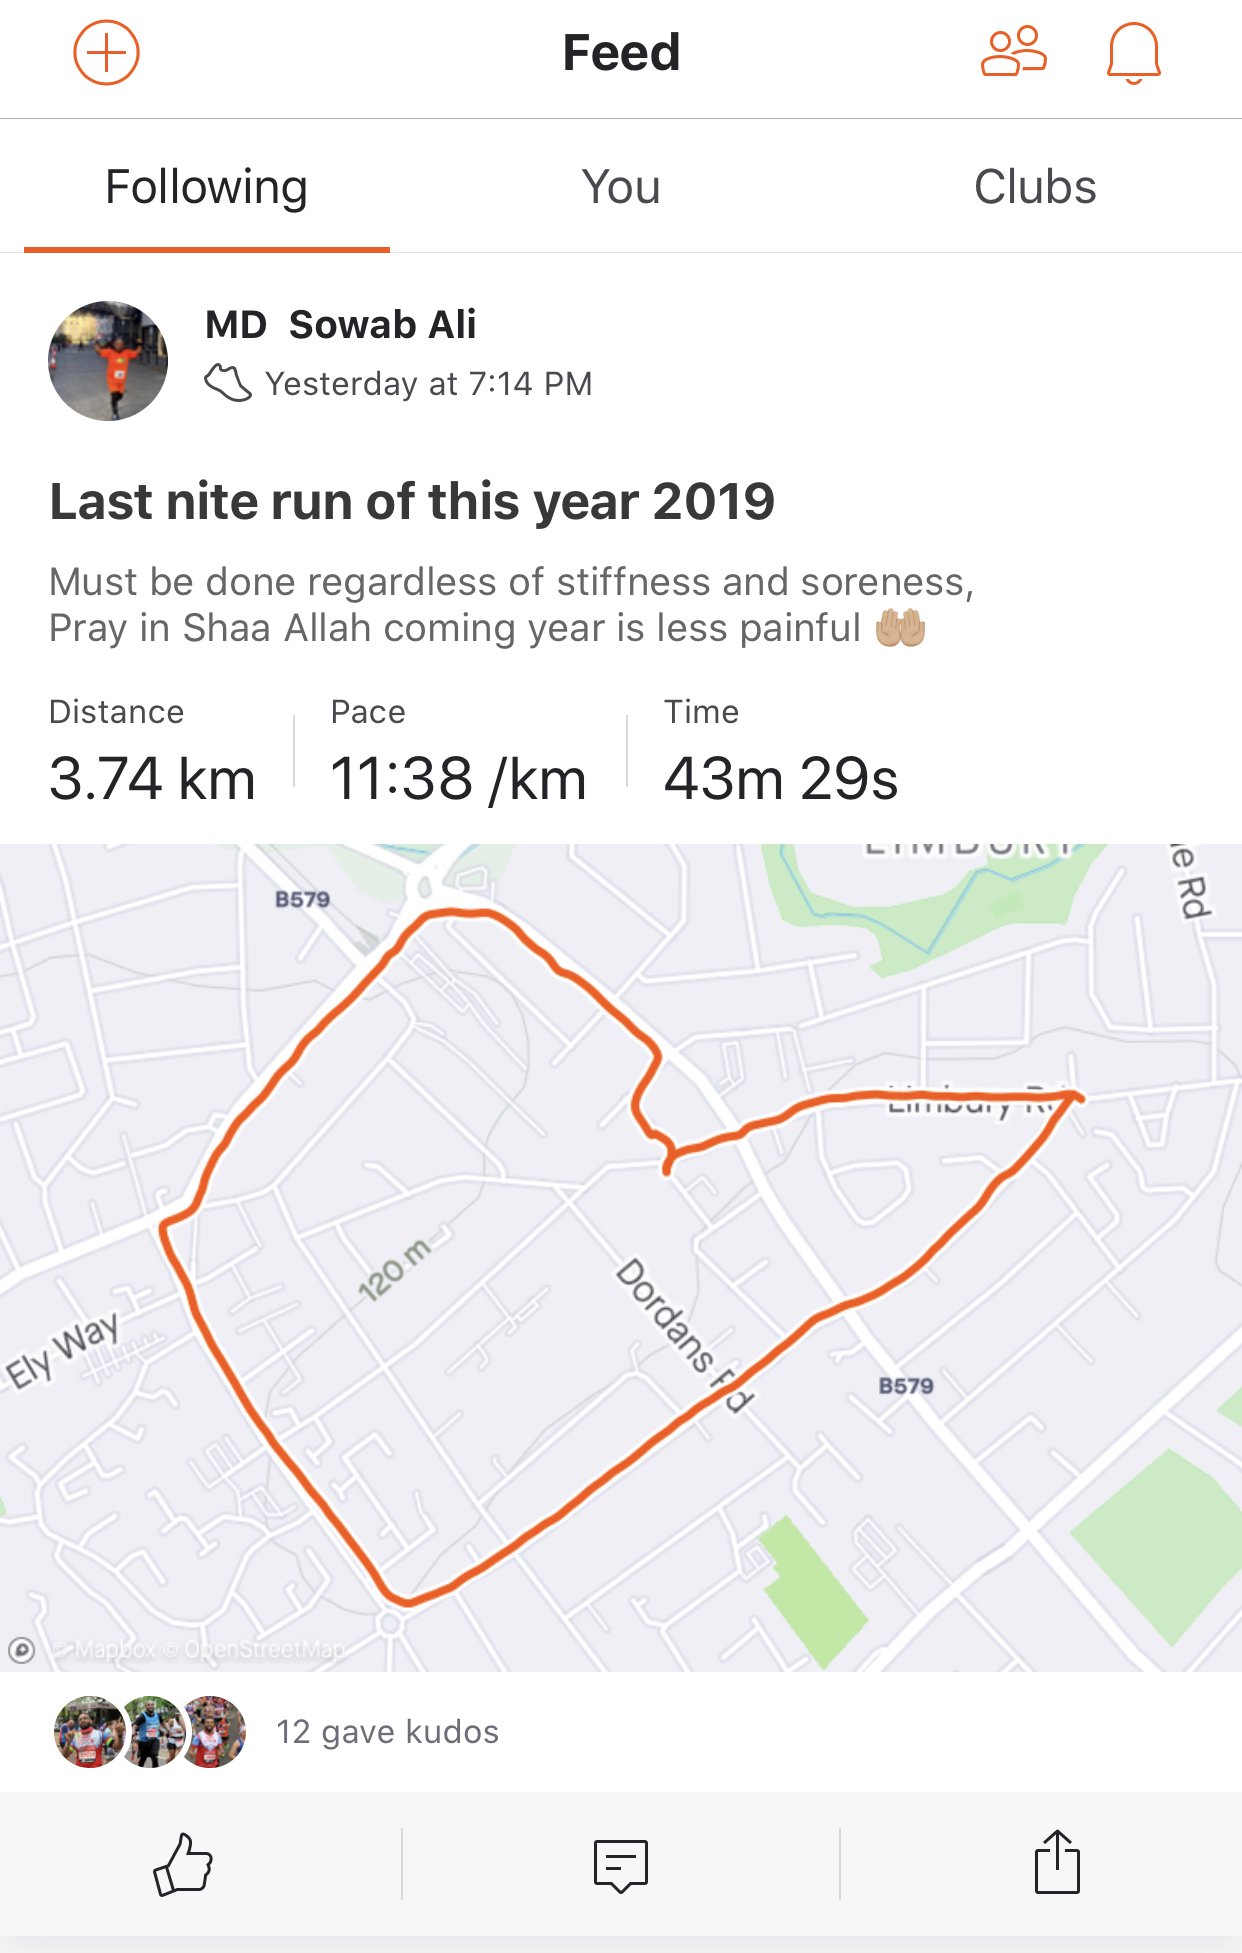 Feed
Following
You
Clubs
MD  Sowab Ali
Yesterday at 7:14 PM
Last nite run of this year 2019
Must be done regardless of stiffness and soreness,
Pray in Shaa Allah coming year is less painful 🤲🏼
Distance
Pace
Time
3.74 km
11:38 /km
43m 29s
LIMBURY
e Rd
B579
Limbury Rd
120 m
Dordans Rd
Ely Way
B579
© Mapbox © OpenStreetMap
12 gave kudos